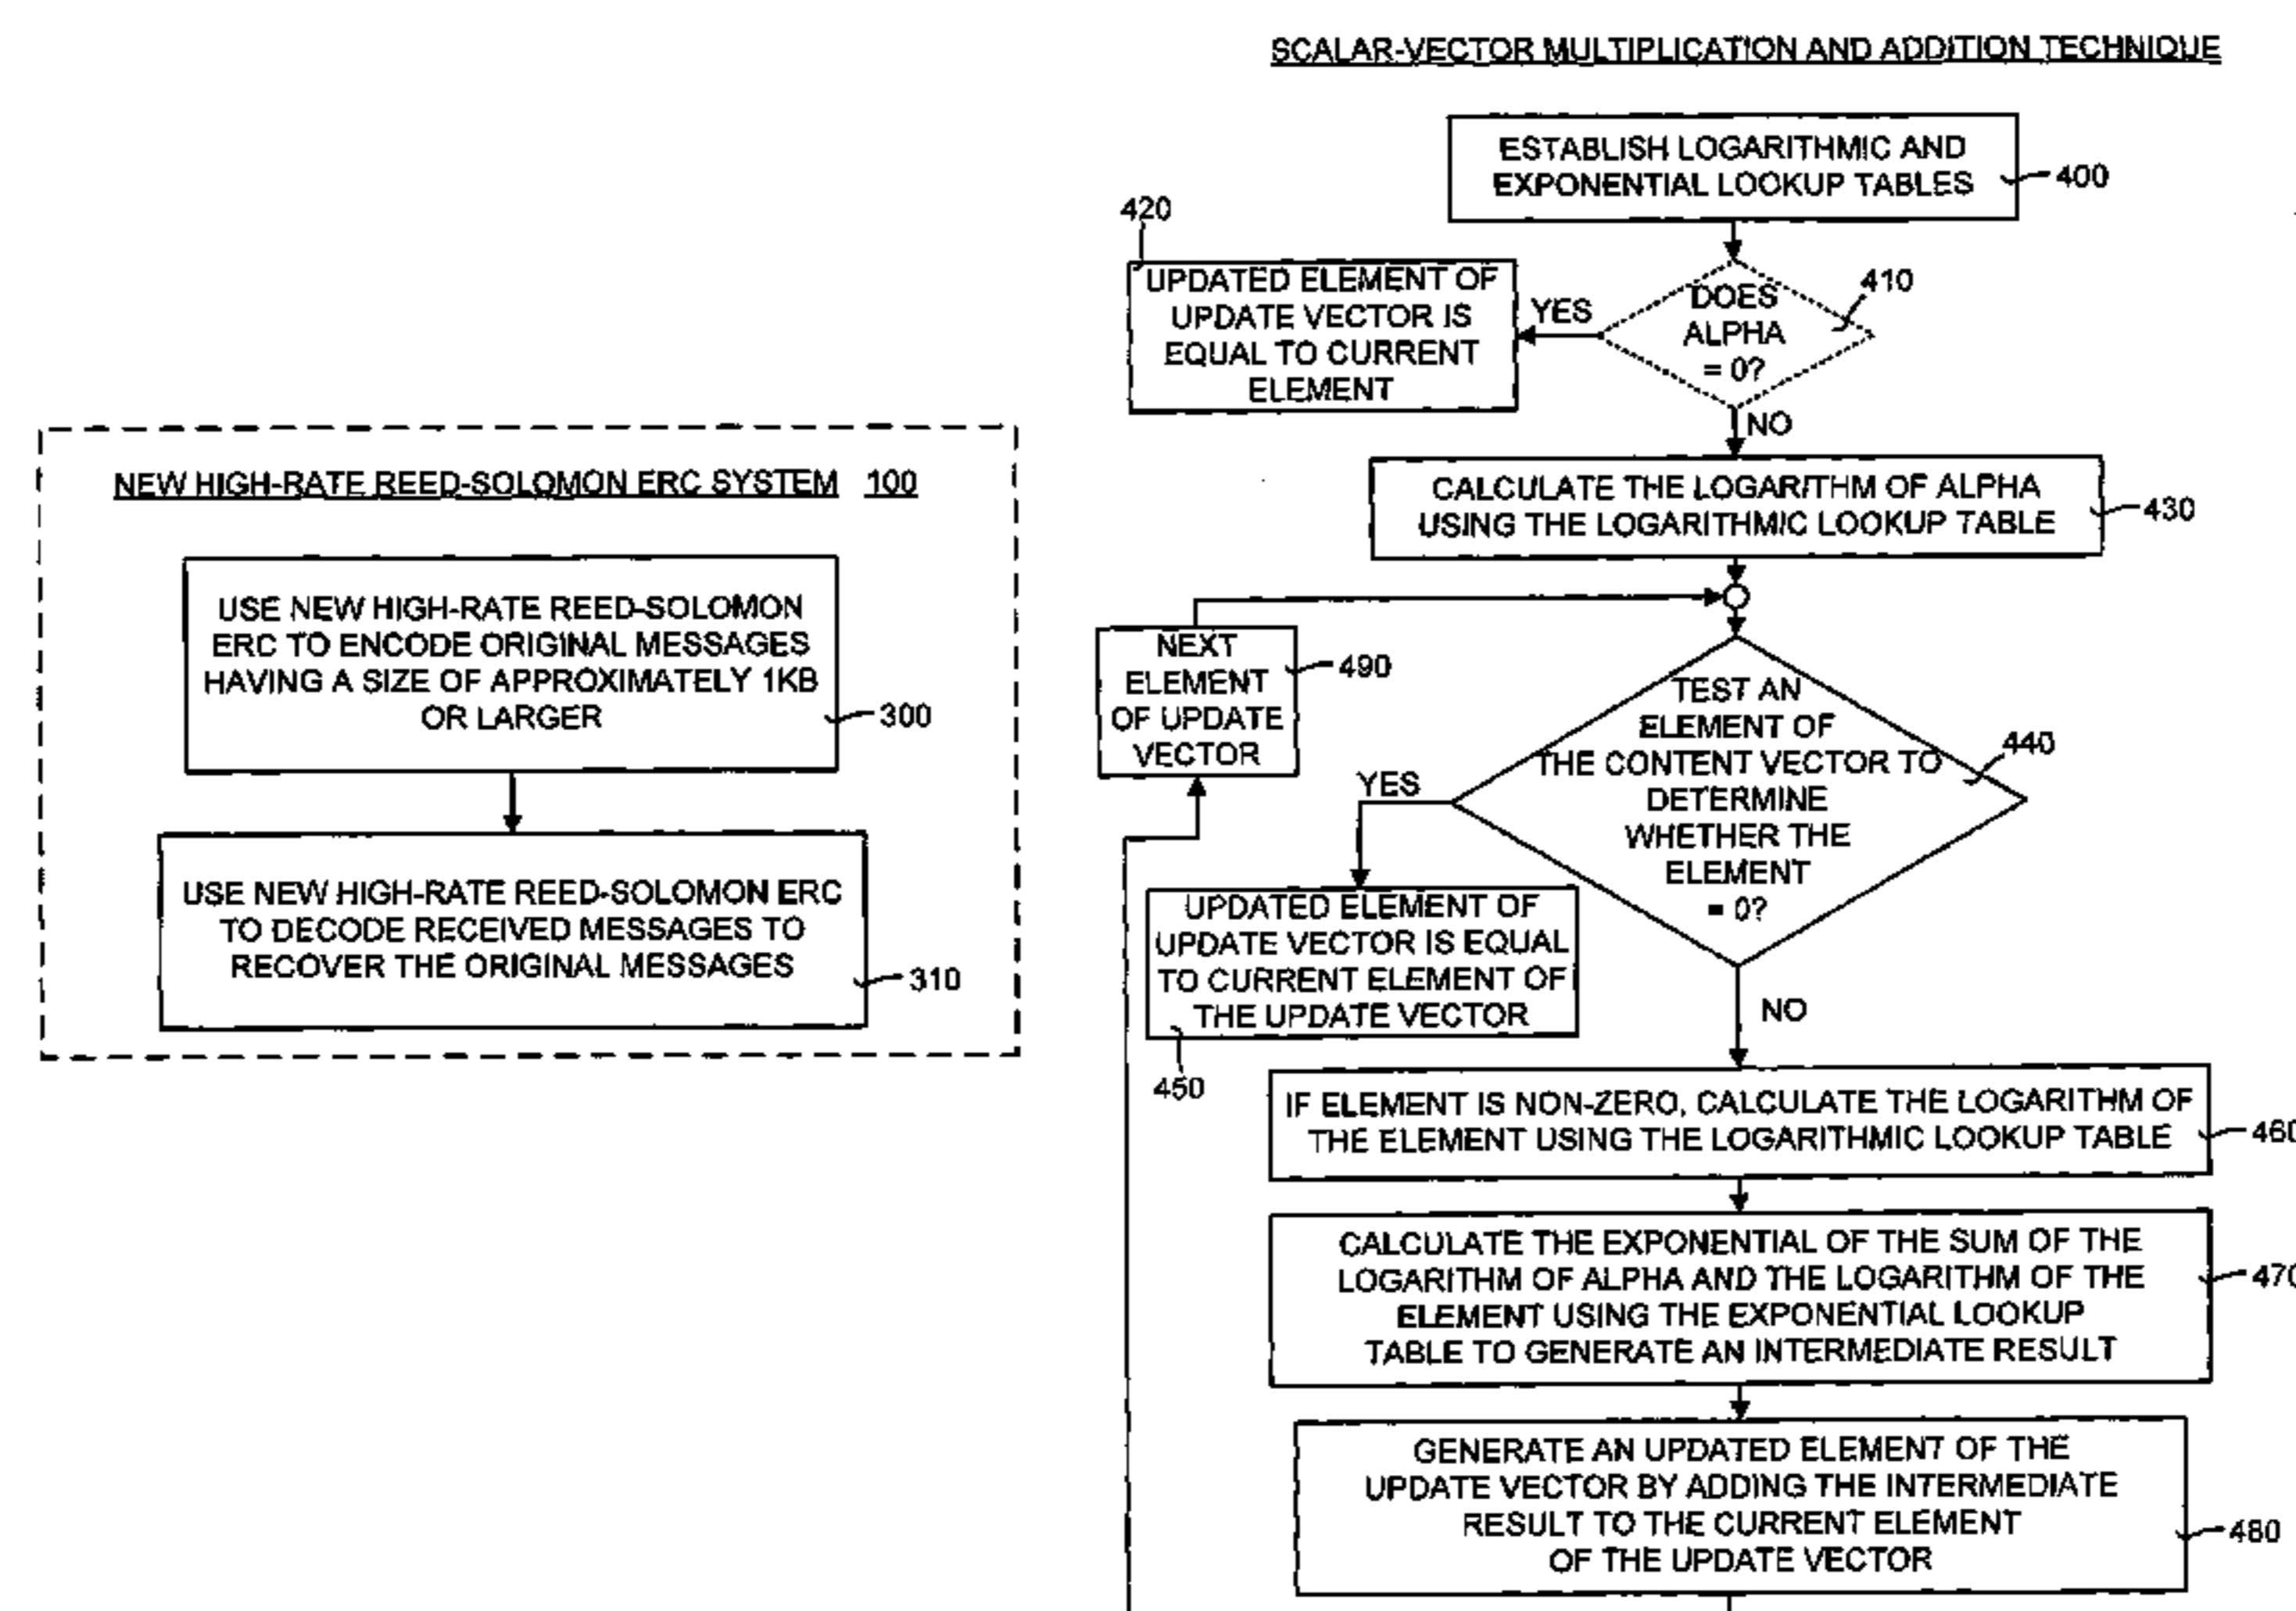 SCALAR-VECTOR MULTIPLICATION AND ADDITION TECHNIQUE
ESTABLISH LOGARITHMIC AND
EXPONENTIAL LOOKUP TABLES
400
420
UPDATED ELEMENT OF
UPDATE VECTOR IS
EQUAL TO CURRENT
ELEMENT
YES
DOES
ALPHA
= 0?
410
NO
CALCULATE THE LOGARITHM OF ALPHA
USING THE LOGARITHMIC LOOKUP TABLE
430
NEW HIGH-RATE REED-SOLOMON ERC SYSTEM 100
USE NEW HIGH-RATE REED-SOLOMON
ERC TO ENCODE ORIGINAL MESSAGES
HAVING A SIZE OF APPROXIMATELY 1KB
OR LARGER
300
USE NEW HIGH-RATE REED-SOLOMON ERC
TO DECODE RECEIVED MESSAGES TO
RECOVER THE ORIGINAL MESSAGES
310
NEXT
ELEMENT
OF UPDATE
VECTOR
490
TEST AN
ELEMENT OF
THE CONTENT VECTOR TO
DETERMINE
WHETHER THE
ELEMENT
= 0?
440
YES
UPDATED ELEMENT OF
UPDATE VECTOR IS EQUAL
TO CURRENT ELEMENT OF
THE UPDATE VECTOR
450
NO
IF ELEMENT IS NON-ZERO, CALCULATE THE LOGARITHM OF
THE ELEMENT USING THE LOGARITHMIC LOOKUP TABLE
460
CALCULATE THE EXPONENTIAL OF THE SUM OF THE
LOGARITHM OF ALPHA AND THE LOGARITHM OF THE
ELEMENT USING THE EXPONENTIAL LOOKUP
TABLE TO GENERATE AN INTERMEDIATE RESULT
470
GENERATE AN UPDATED ELEMENT OF THE
UPDATE VECTOR BY ADDING THE INTERMEDIATE
RESULT TO THE CURRENT ELEMENT
OF THE UPDATE VECTOR
480